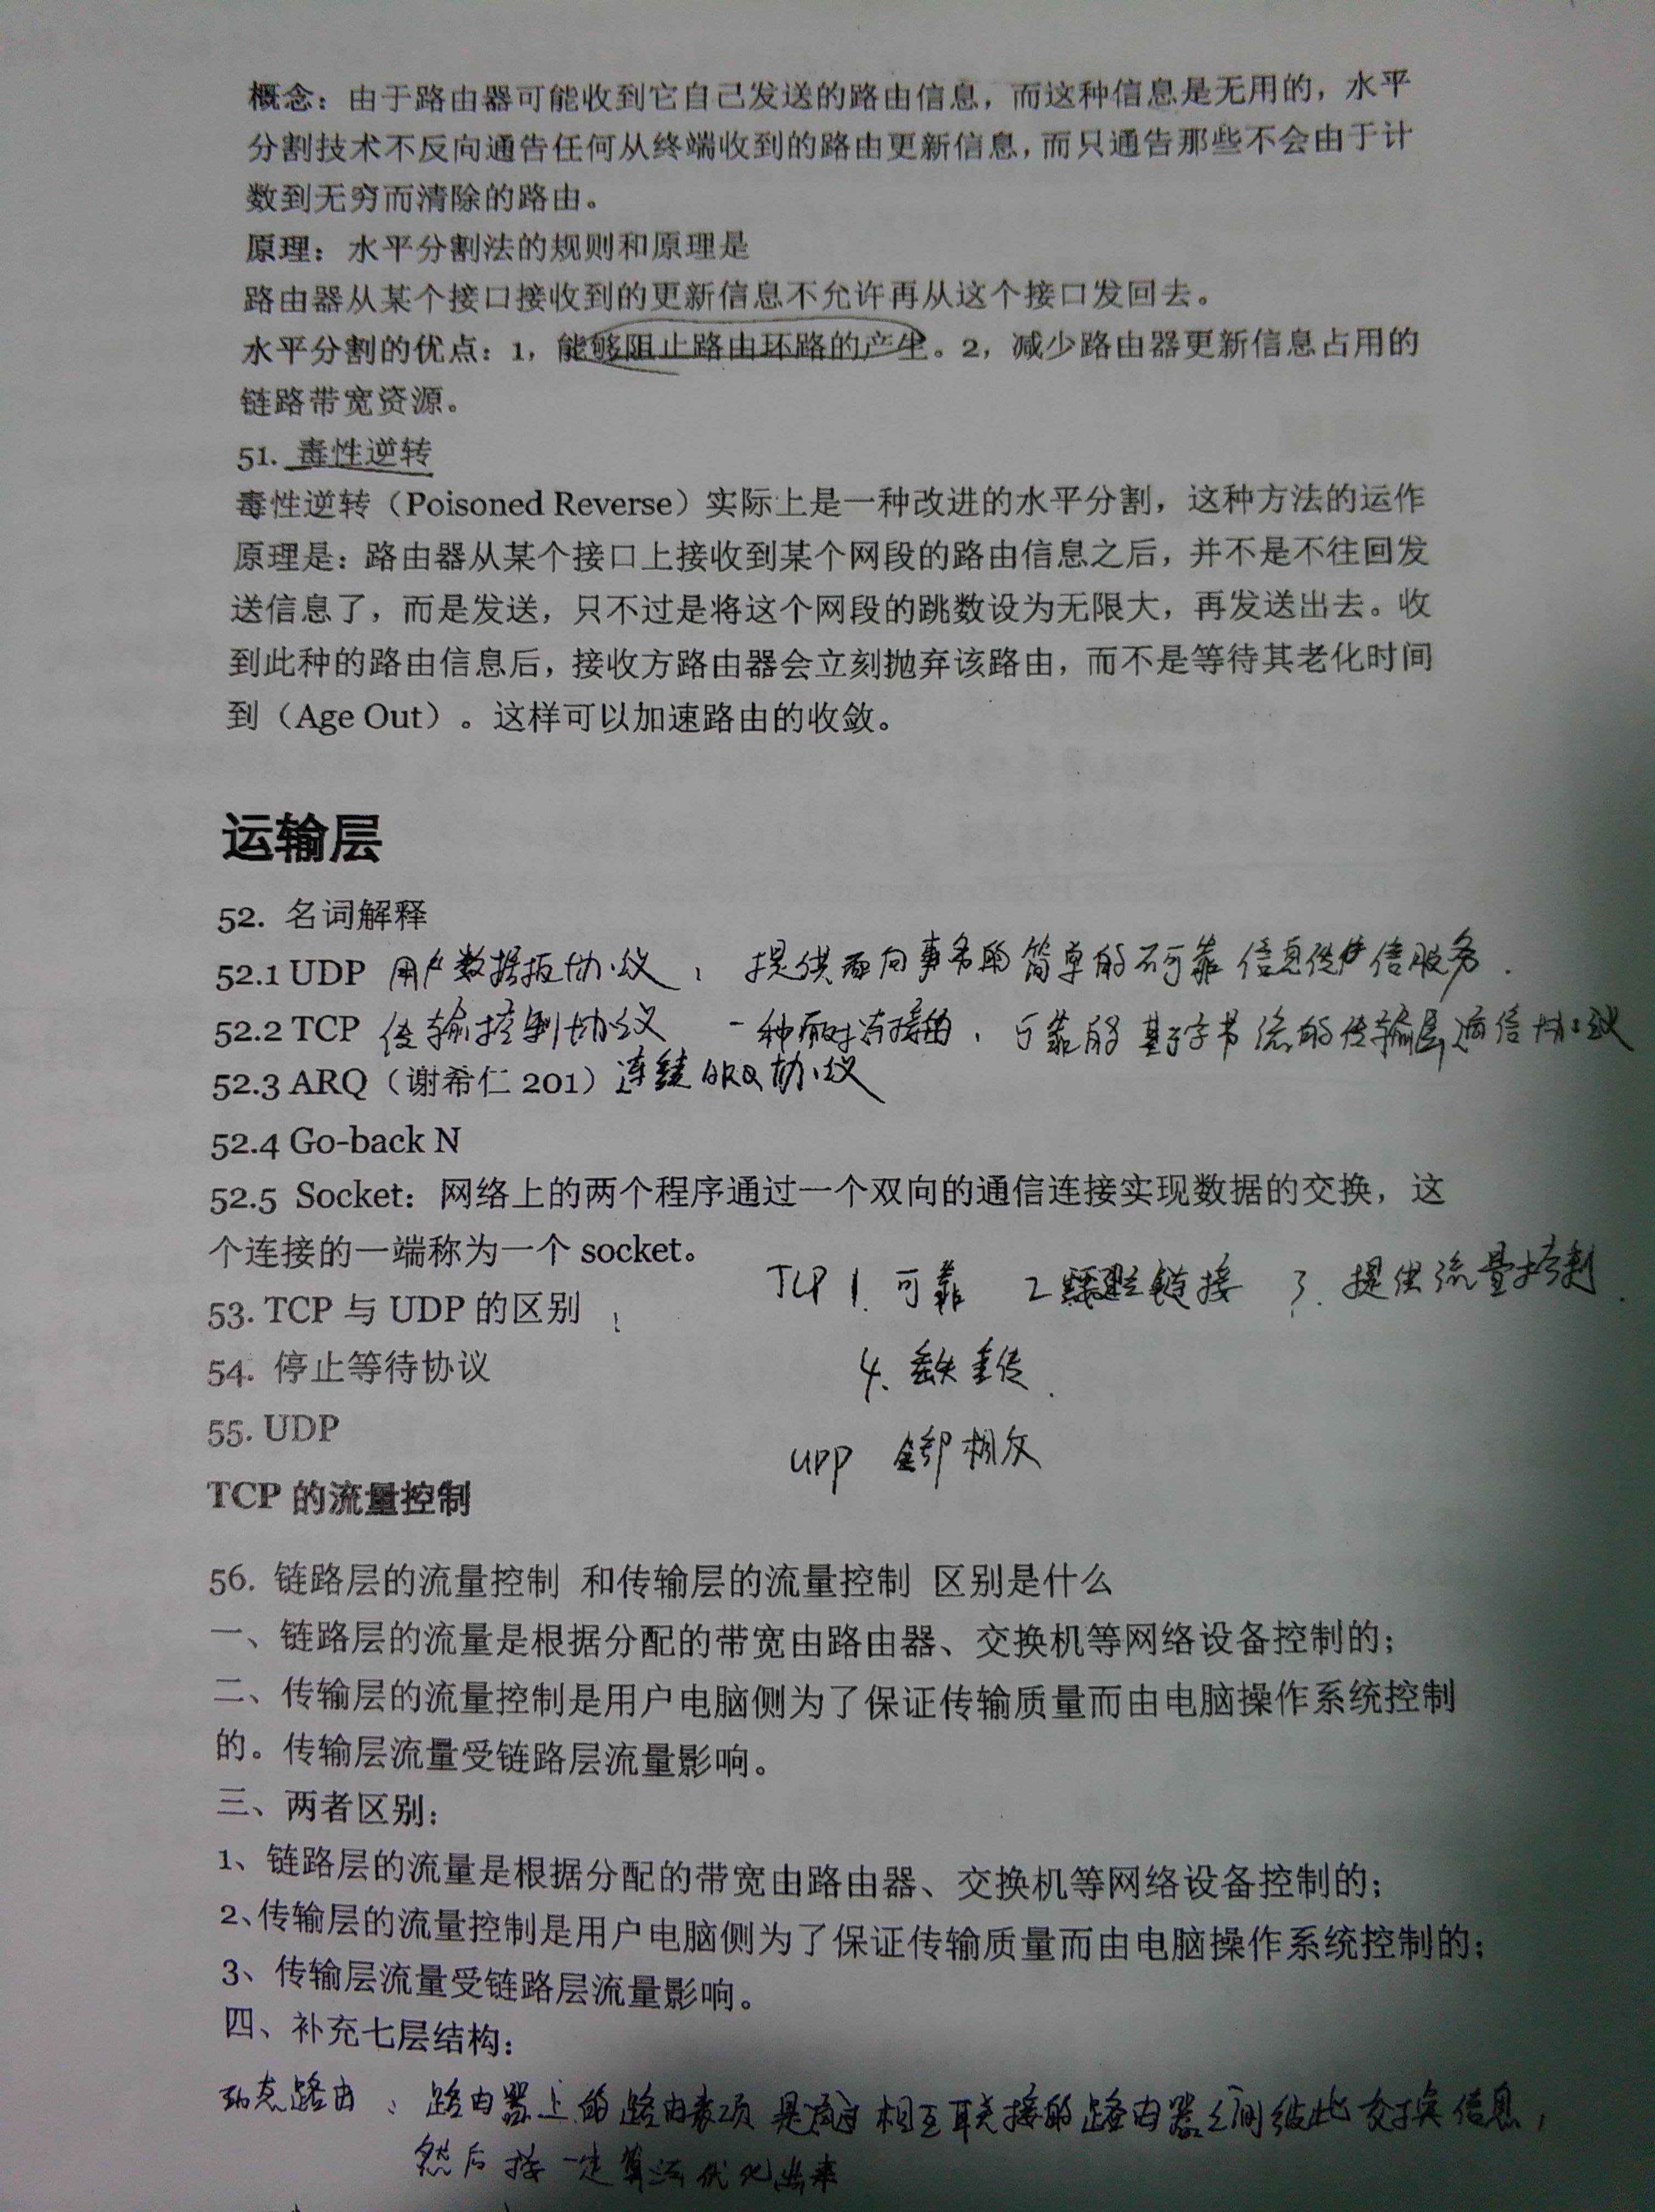 概念：由于路由器可能收到它自己发送的路由信息，而这种信息是无用的，水平
分割技术不反向通告任何从终端收到的路由更新信息，而只通告那些不会由于计
数到无穷而清除的路由。
原理：水平分割法的规则和原理是
路由器从某个接口接收到的更新信息不允许再从这个接口发回去。
水平分割的优点：1，能够阻止路由环路的产生。2，减少路由器更新信息占用的
链路带宽资源。
51. 毒性逆转
毒性逆转（Poisoned Reverse）实际上是一种改进的水平分割，这种方法的运作
原理是：路由器从某个接口上接收到某个网段的路由信息之后，并不是不往回发
送信息了，而是发送，只不过是将这个网段的跳数设为无限大，再发送出去。收
到此种的路由信息后，接收方路由器会立刻抛弃该路由，而不是等待其老化时间
到（Age Out）。这样可以加速路由的收敛。
运输层
52. 名词解释
52.1 UDP 用户数据报协议、提供面向事务的简单的不可靠信息传信服务.
52.2 TCP 传输控制协议 一种面对连接的、可靠的基于字节流的传输层通信协议
52.3 ARQ（谢希仁 201）连续ARQ协议
52.4 Go-back N
52.5 Socket：网络上的两个程序通过一个双向的通信连接实现数据的交换，这
个连接的一端称为一个 socket。
TCP 1. 可靠 2 链接 3. 提供流量控制.
53. TCP 与 UDP 的区别
54. 停止等待协议
4、丢失重传.
55. UDP
UDP 全部相反
TCP 的流量控制
56. 链路层的流量控制 和传输层的流量控制 区别是什么
一、链路层的流量是根据分配的带宽由路由器、交换机等网络设备控制的；
二、传输层的流量控制是用户电脑侧为了保证传输质量而由电脑操作系统控制
的。传输层流量受链路层流量影响。
三、两者区别：
1、链路层的流量是根据分配的带宽由路由器、交换机等网络设备控制的；
2、传输层的流量控制是用户电脑侧为了保证传输质量而由电脑操作系统控制的；
3、传输层流量受链路层流量影响。
四、补充七层结构：
动态路由、路由器上的路由表项是通过相互联接的路由器之间彼此交换信息，
然后按一定算法优化出来